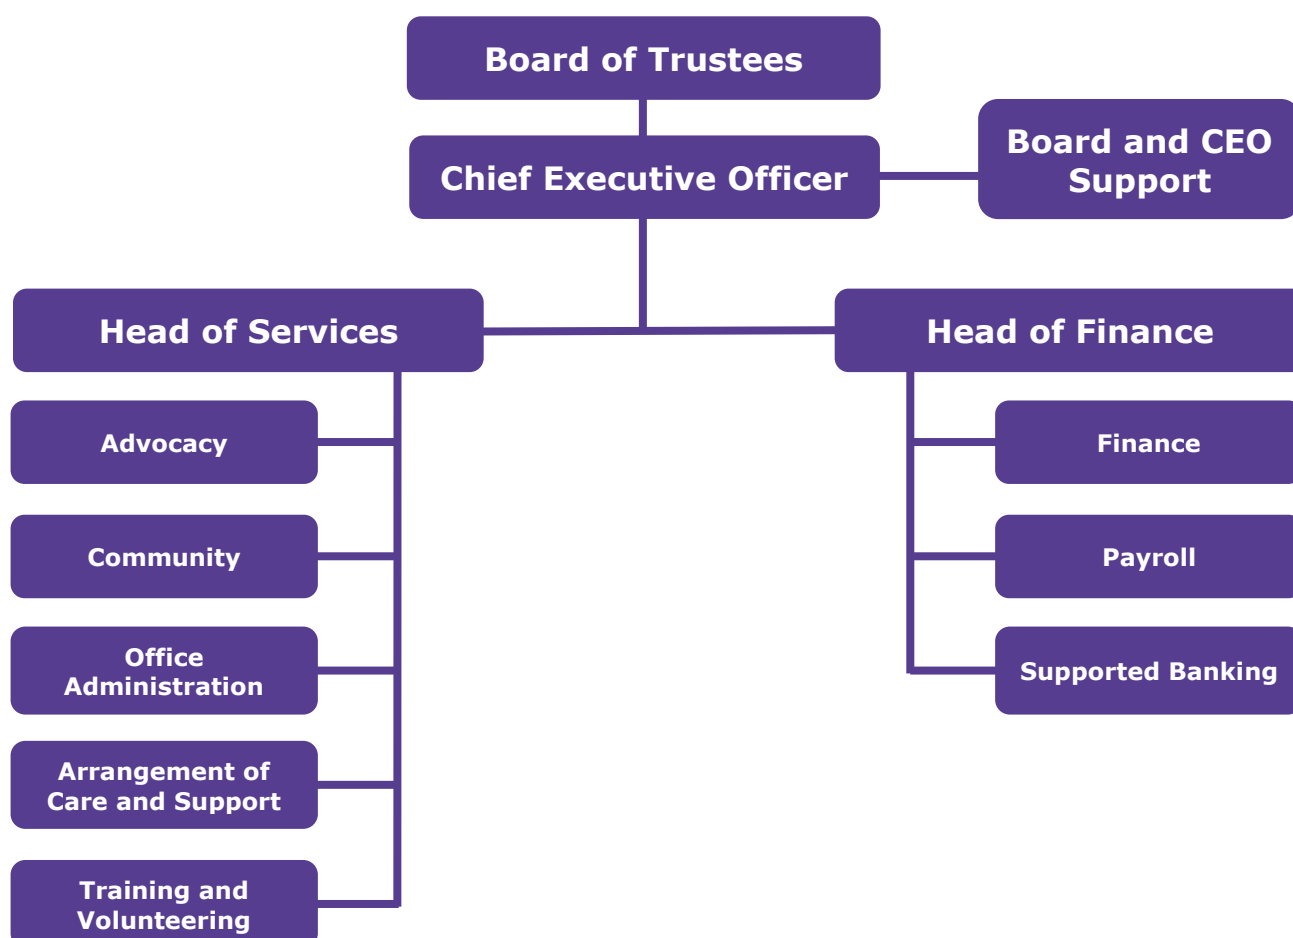 Board of Trustees
Chief Executive Officer
Board and CEO
Support
Head of Services
Head of Finance
Advocacy
Community
Office
Administration
Arrangement of
Care and Support
Training and
Volunteering
Finance
Payroll
Supported Banking